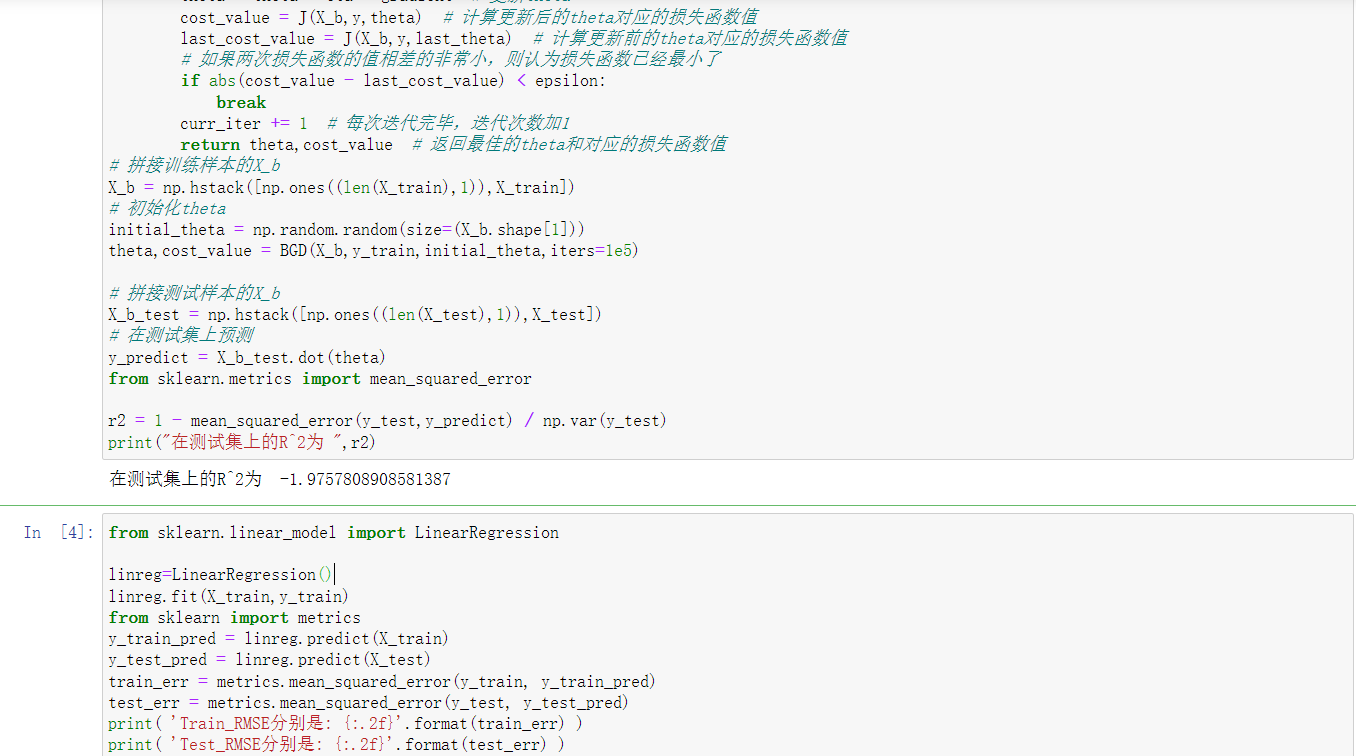 cost_value = J(X_b,y,theta)  # 计算更新后的theta对应的损失函数值
last_cost_value = J(X_b,y,last_theta)  # 计算更新前的theta对应的损失函数值
# 如果两次损失函数的值相差的非常小，则认为损失函数已经最小了
if abs(cost_value - last_cost_value) < epsilon:
break
curr_iter += 1  # 每次迭代完毕，迭代次数加1
return theta,cost_value  # 返回最佳的theta和对应的损失函数值
# 拼接训练样本的X_b
X_b = np.hstack([np.ones((len(X_train),1)),X_train])
# 初始化theta
initial_theta = np.random.random(size=(X_b.shape[1]))
theta,cost_value = BGD(X_b,y_train,initial_theta,iters=1e5)
# 拼接测试样本的X_b
X_b_test = np.hstack([np.ones((len(X_test),1)),X_test])
# 在测试集上预测
y_predict = X_b_test.dot(theta)
from sklearn.metrics import mean_squared_error
r2 = 1 - mean_squared_error(y_test,y_predict) / np.var(y_test)
print("在测试集上的R^2为 ",r2)
在测试集上的R^2为  -1.9757808908581387
In [4]: from sklearn.linear_model import LinearRegression
linreg=LinearRegression()
linreg.fit(X_train,y_train)
from sklearn import metrics
y_train_pred = linreg.predict(X_train)
y_test_pred = linreg.predict(X_test)
train_err = metrics.mean_squared_error(y_train, y_train_pred)
test_err = metrics.mean_squared_error(y_test, y_test_pred)
print( 'Train_RMSE分别是: {:.2f}'.format(train_err) )
print( 'Test_RMSE分别是: {:.2f}'.format(test_err) )